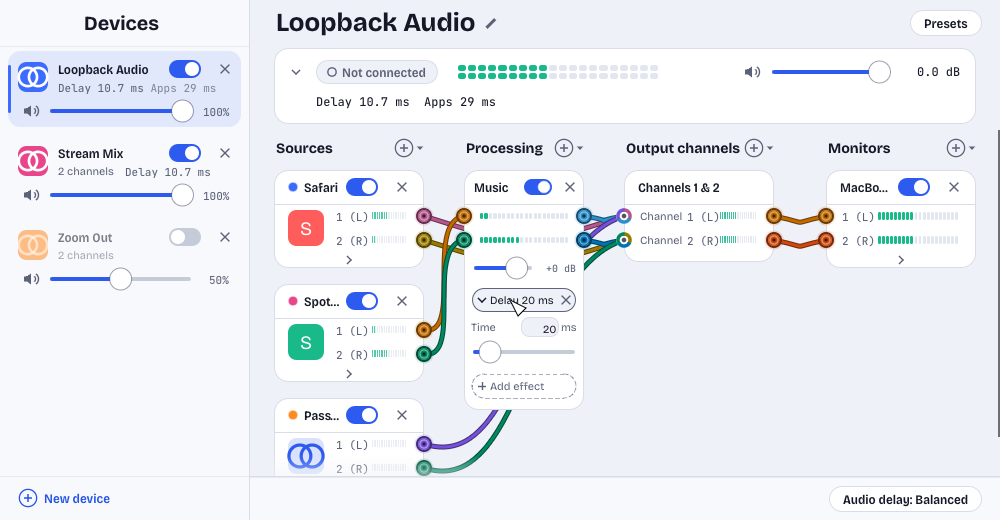 Devices
Loopback Audio
Delay 10.7 ms Apps 29 ms
100%
Stream Mix
2 channels Delay 10.7 ms
100%
Zoom Out
2 channels
50%
New device
Loopback Audio
Presets
Not connected
0.0 dB
Delay 10.7 ms Apps 29 ms
Sources
Processing
Output channels
Monitors
Safari
S
1 (L)
2 (R)
Spot...
S
1 (L)
2 (R)
Pass...
1 (L)
2 (R)
Music
+0 dB
Delay 20 ms
Time 20 ms
Add effect
Channels 1 & 2
Channel 1 (L)
Channel 2 (R)
MacBo...
1 (L)
2 (R)
Audio delay: Balanced